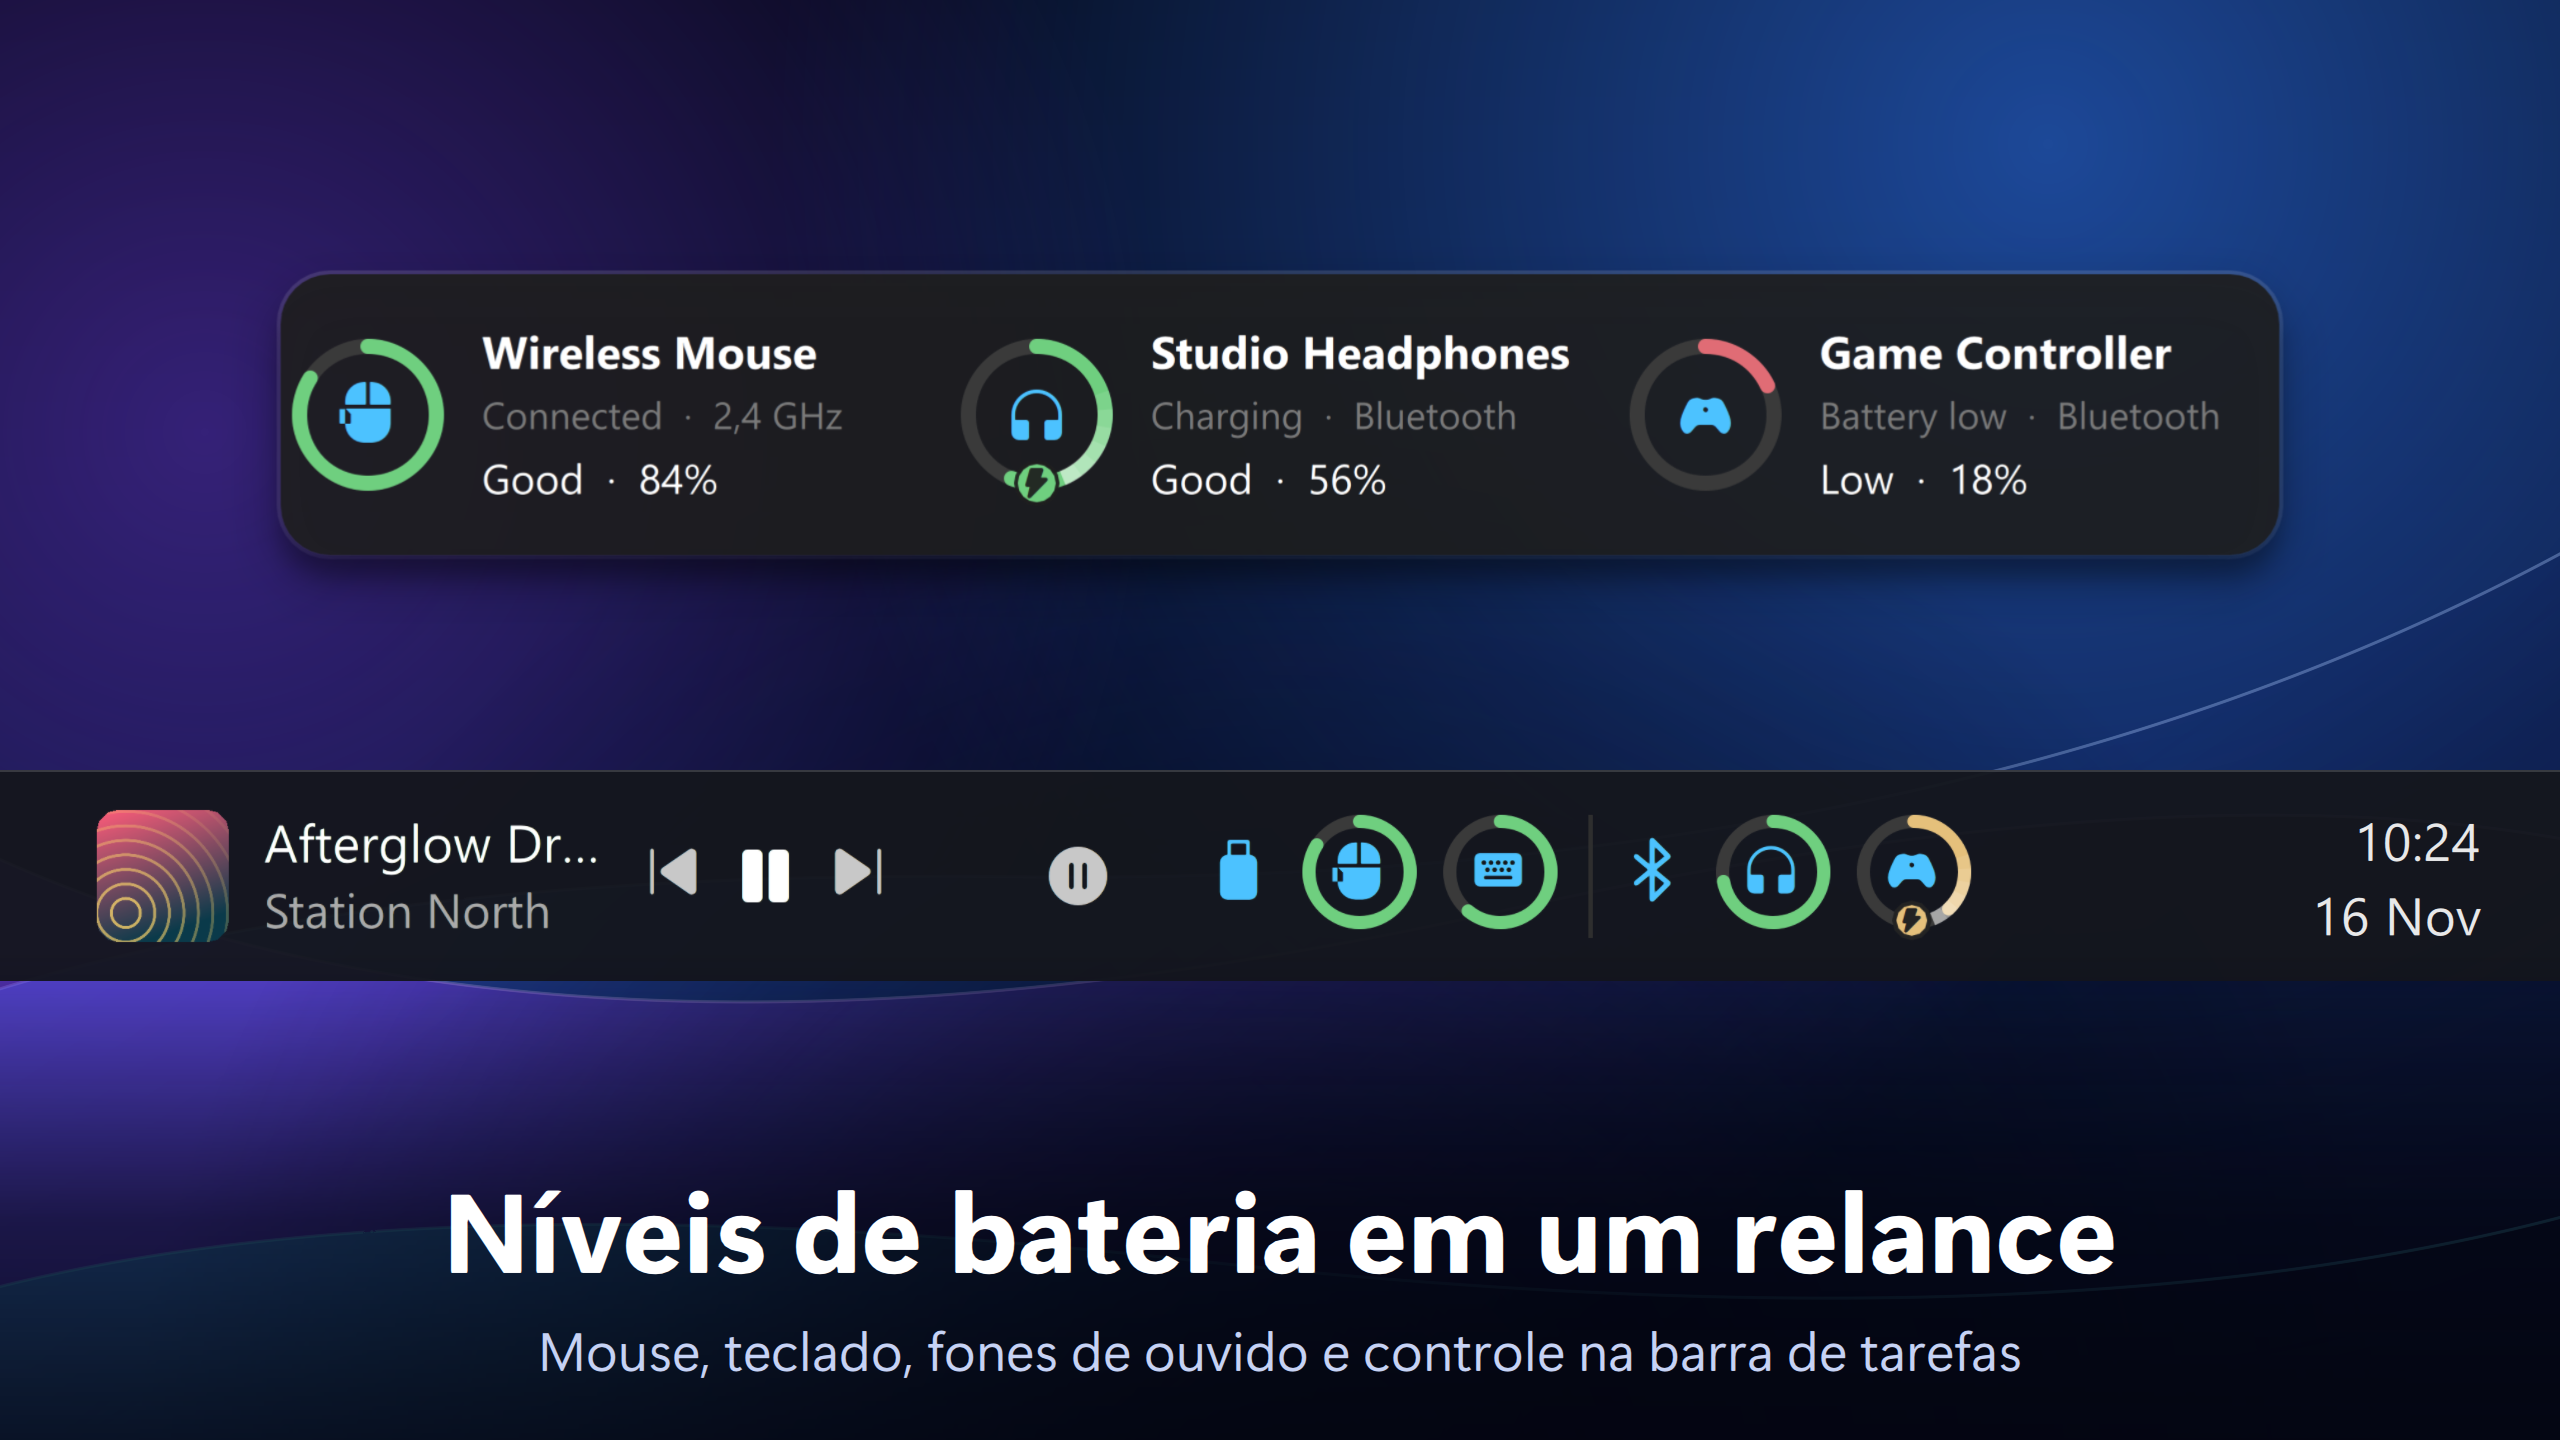 Wireless Mouse
Connected · 2,4 GHz
Good · 84%
Studio Headphones
Charging · Bluetooth
Good · 56%
Game Controller
Battery low · Bluetooth
Low · 18%
Afterglow Dr...
Station North
10:24
16 Nov
Níveis de bateria em um relance
Mouse, teclado, fones de ouvido e controle na barra de tarefas